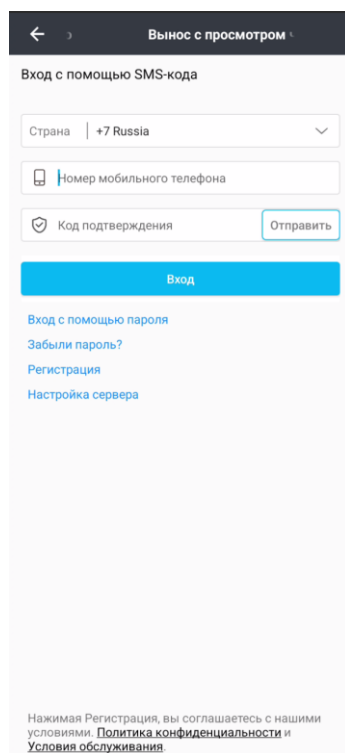 Вынос с просмотром
Вход с помощью SMS-кода
Страна +7 Russia
Номер мобильного телефона
Код подтверждения Отправить
Вход
Вход с помощью пароля
Забыли пароль?
Регистрация
Настройка сервера
Нажимая Регистрация, вы соглашаетесь с нашими
условиями. Политика конфиденциальности и
Условия обслуживания.